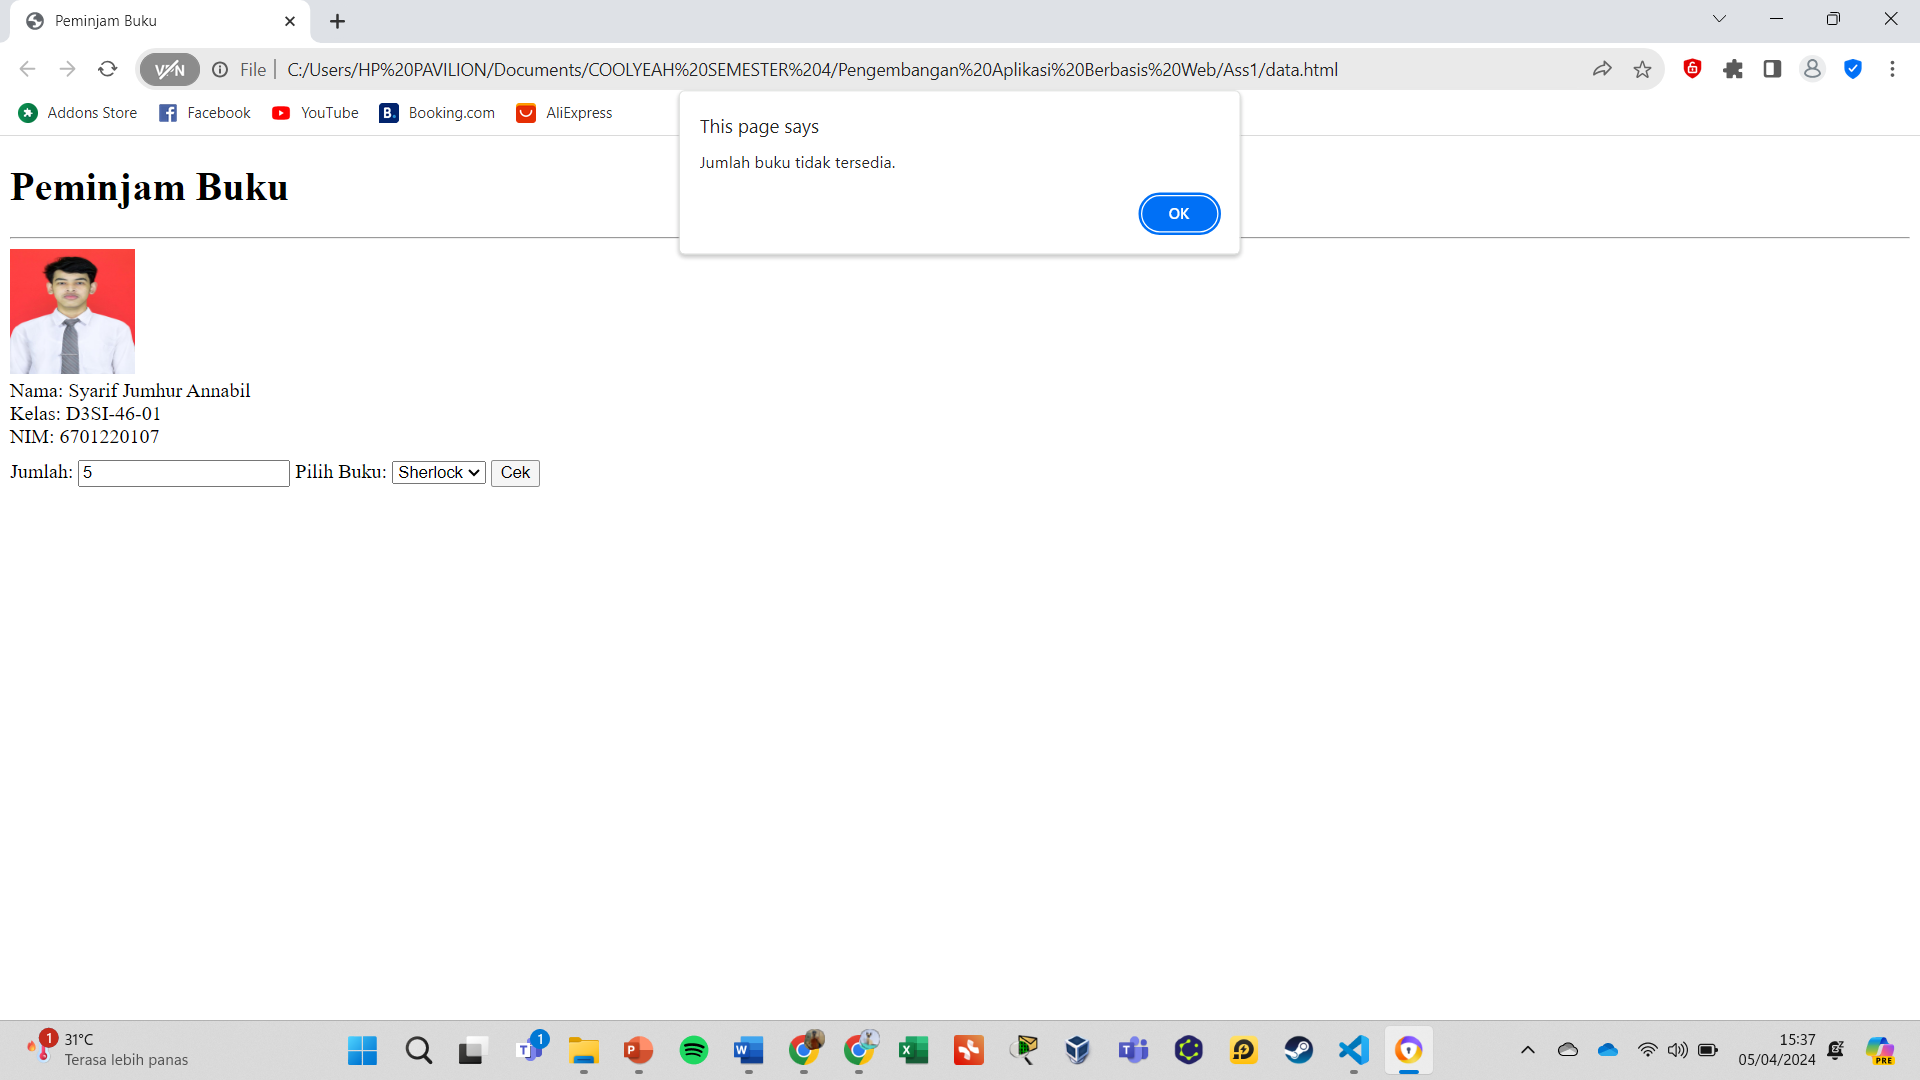 Peminjam Buku
VPN
File
C:/Users/HP%20PAVILION/Documents/COOLYEAH%20SEMESTER%204/Pengembangan%20Aplikasi%20Berbasis%20Web/Ass1/data.html
Addons Store Facebook YouTube B. Booking.com AliExpress
This page says
Jumlah buku tidak tersedia.
OK
Peminjam Buku
Nama: Syarif Jumhur Annabil
Kelas: D3SI-46-01
NIM: 6701220107
Jumlah: 5 Pilih Buku: Sherlock Cek
1 31°C
Terasa lebih panas
1
15:37
05/04/2024
PRE